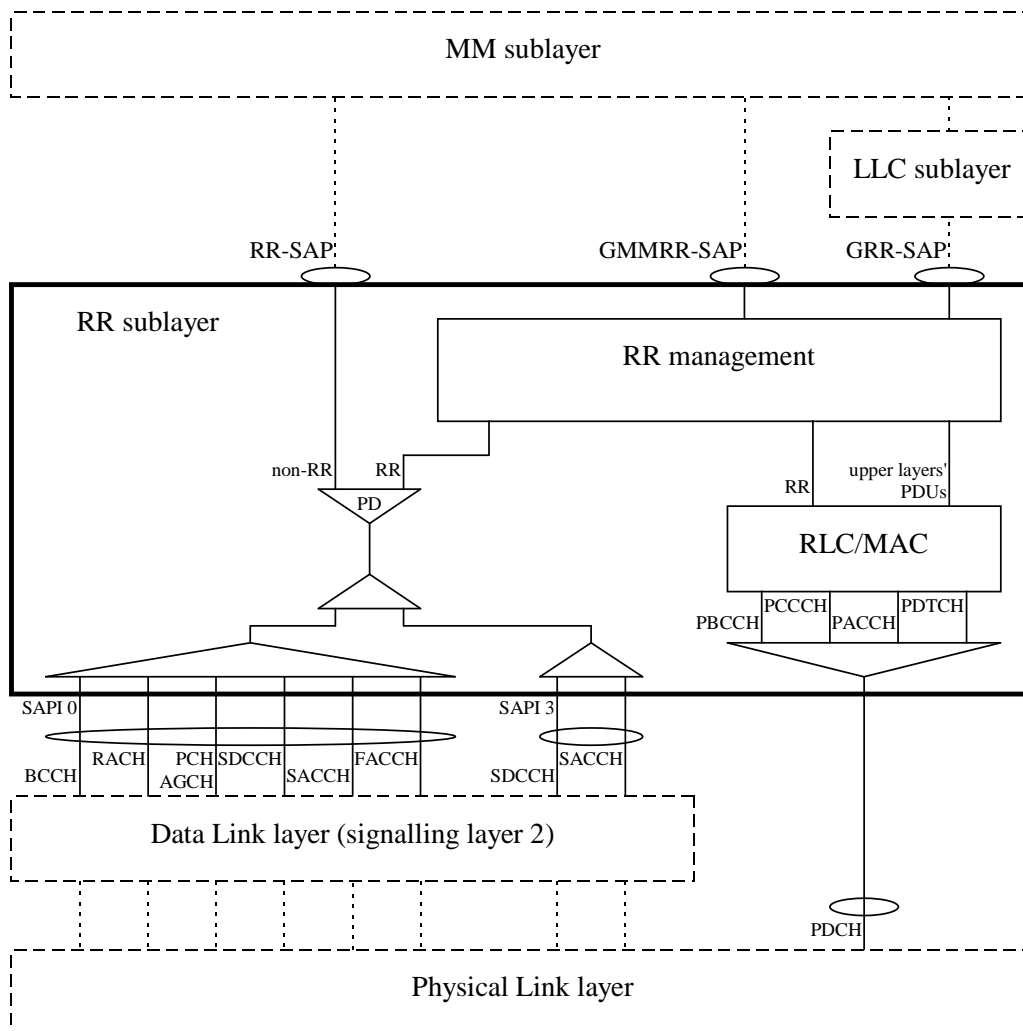 MM sublayer
LLC sublayer
RR-SAP
GMMRR-SAP
GRR-SAP
RR sublayer
RR management
non-RR
RR
upper layers'
PDUs
RR
PD
RLC/MAC
PCCCH
PDTCH
PBCCH
PACCH
SAPI 0
SAPI 3
RACH
PCH
SDCCH
FACCH
SACCH
BCCH
AGCH
SACCH
SDCCH
Data Link layer (signalling layer 2)
PDCH
Physical Link layer